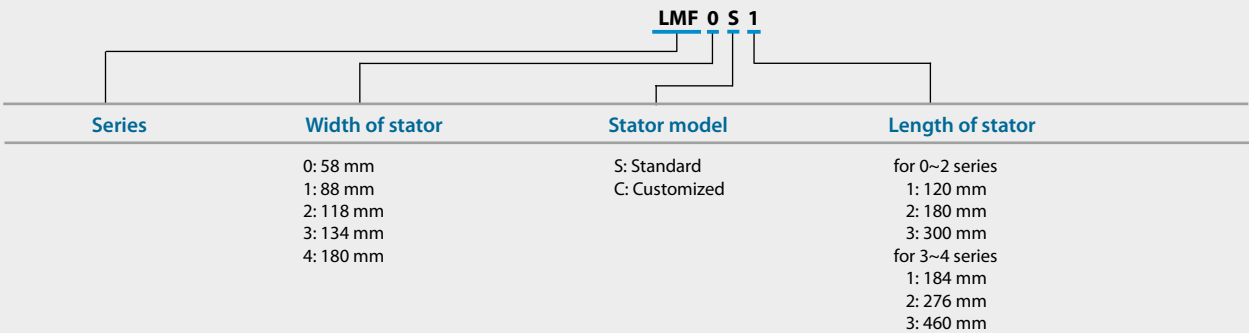 LMF 0 S 1
Series
Width of stator
Stator model
Length of stator
0: 58 mm
1: 88 mm
2: 118 mm
3: 134 mm
4: 180 mm
S: Standard
C: Customized
for 0~2 series
1: 120 mm
2: 180 mm
3: 300 mm
for 3~4 series
1: 184 mm
2: 276 mm
3: 460 mm